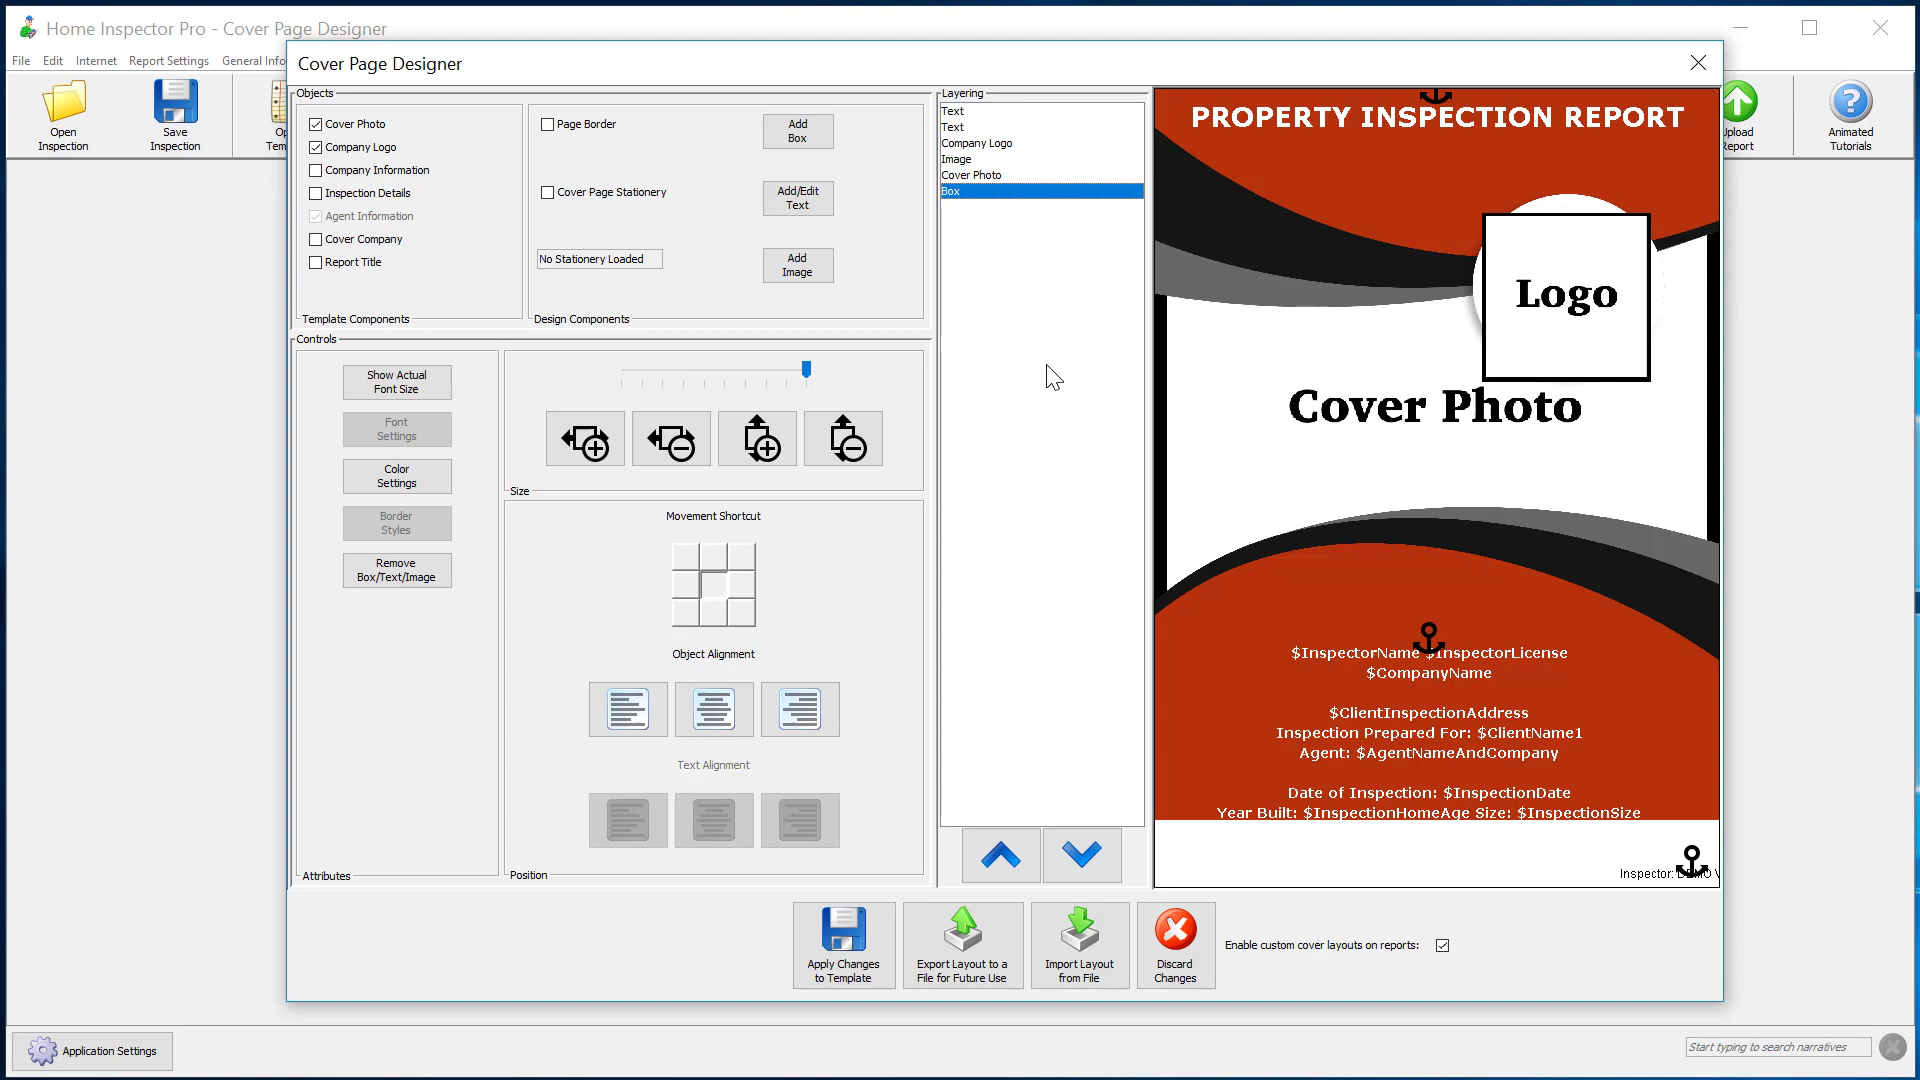 Home Inspector Pro - Cover Page Designer
File Edit Internet Report Settings General Info
Open Inspection
Save Inspection
Upload Report
Animated Tutorials
Cover Page Designer
Objects
Cover Photo
Company Logo
Company Information
Inspection Details
Agent Information
Cover Company
Report Title
Template Components
Page Border
Cover Page Stationery
No Stationery Loaded
Add Box
Add/Edit Text
Add Image
Design Components
Controls
Show Actual Font Size
Font Settings
Color Settings
Border Styles
Remove Box/Text/Image
Attributes
Size
Movement Shortcut
Object Alignment
Text Alignment
Position
Layering
Text
Text
Company Logo
Image
Cover Photo
Box
PROPERTY INSPECTION REPORT
Logo
Cover Photo
$InspectorName $InspectorLicense
$CompanyName
$ClientInspectionAddress
Inspection Prepared For: $ClientName1
Agent: $AgentNameAndCompany
Date of Inspection: $InspectionDate
Year Built: $InspectionHomeAge Size: $InspectionSize
Inspector: DEMO
Apply Changes to Template
Export Layout to a File for Future Use
Import Layout from File
Discard Changes
Enable custom cover layouts on reports:
Application Settings
Start typing to search narratives